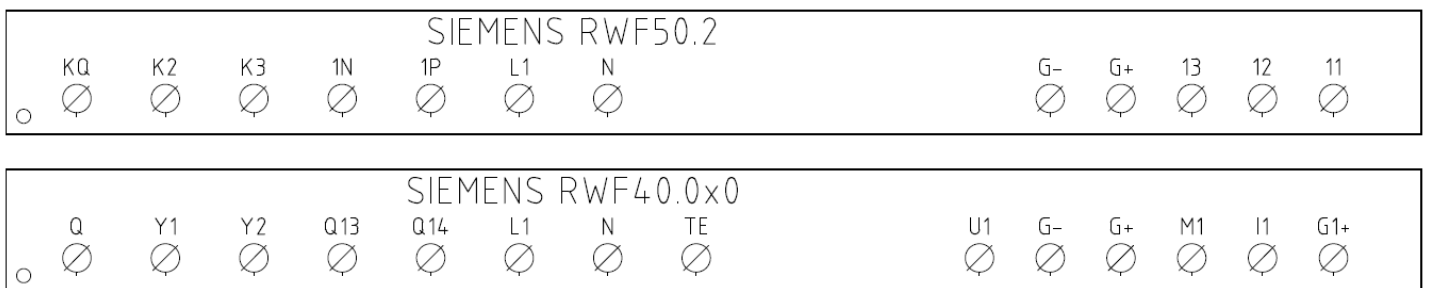 SIEMENS RWF50.2
KQ K2 K3 1N 1P L1 N G- G+ 13 12 11
SIEMENS RWF40.0x0
Q Y1 Y2 Q13 Q14 L1 N TE U1 G- G+ M1 I1 G1+